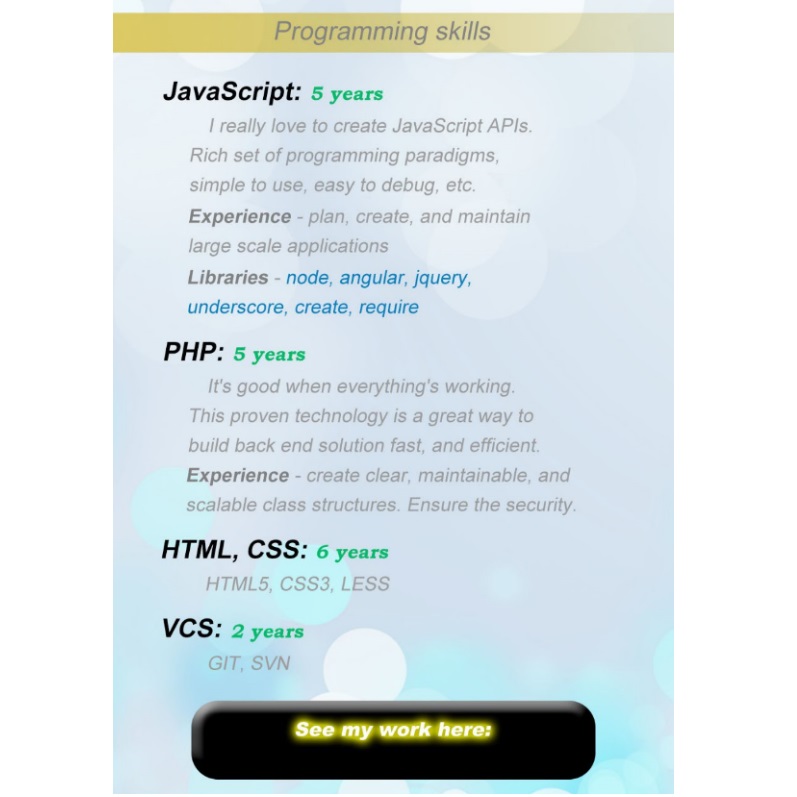 Programming skills
JavaScript: 5 years
I really love to create JavaScript APIs.
Rich set of programming paradigms,
simple to use, easy to debug, etc.
Experience - plan, create, and maintain
large scale applications
Libraries - node, angular, jquery,
underscore, create, require
PHP: 5 years
It's good when everything's working.
This proven technology is a great way to
build back end solution fast, and efficient.
Experience - create clear, maintainable, and
scalable class structures. Ensure the security.
HTML, CSS: 6 years
HTML5, CSS3, LESS
VCS: 2 years
GIT, SVN
See my work here: